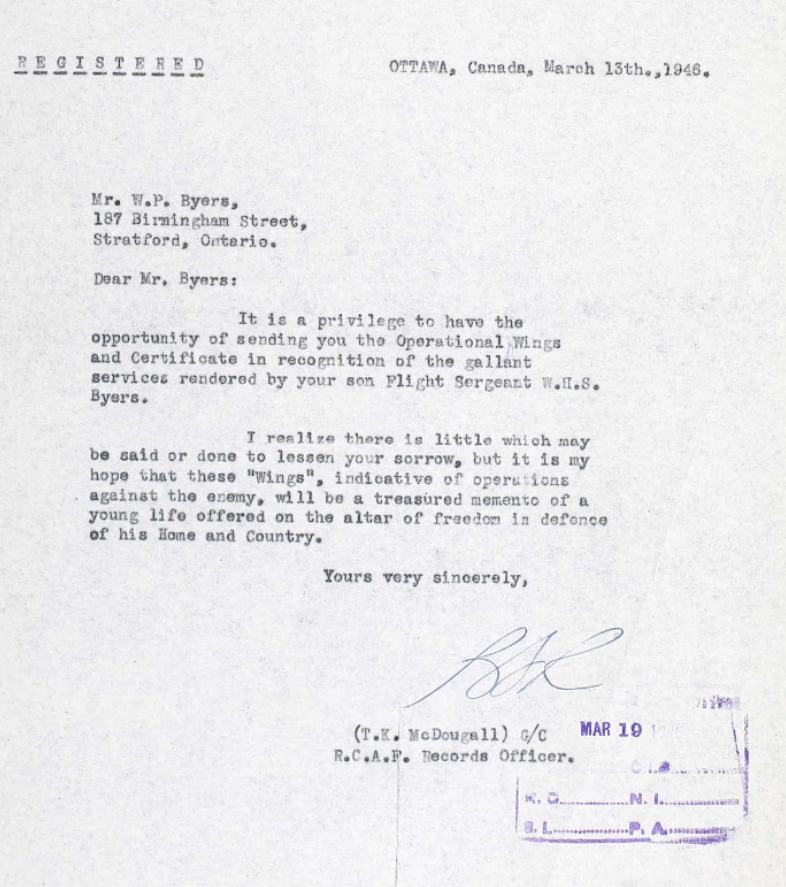 REGISTERED
OTTAWA, Canada, March 13th.,1946.
Mr. W.P. Byers,
187 Birmingham Street,
Stratford, Ontario.
Dear Mr. Byers:
It is a privilege to have the
opportunity of sending you the Operational Wings
and Certificate in recognition of the gallant
services rendered by your son Flight Sergeant W.H.S.
Byers.
I realize there is little which may
be said or done to lessen your sorrow, but it is my
hope that these "Wings", indicative of operations
against the enemy, will be a treasured memento of a
young life offered on the altar of freedom in defence
of his Home and Country.
Yours very sincerely,
(T.K. McDougall) G/C
R.C.A.F. Records Officer.
MAR 19
R. C. N. I.
S. L. P. A.